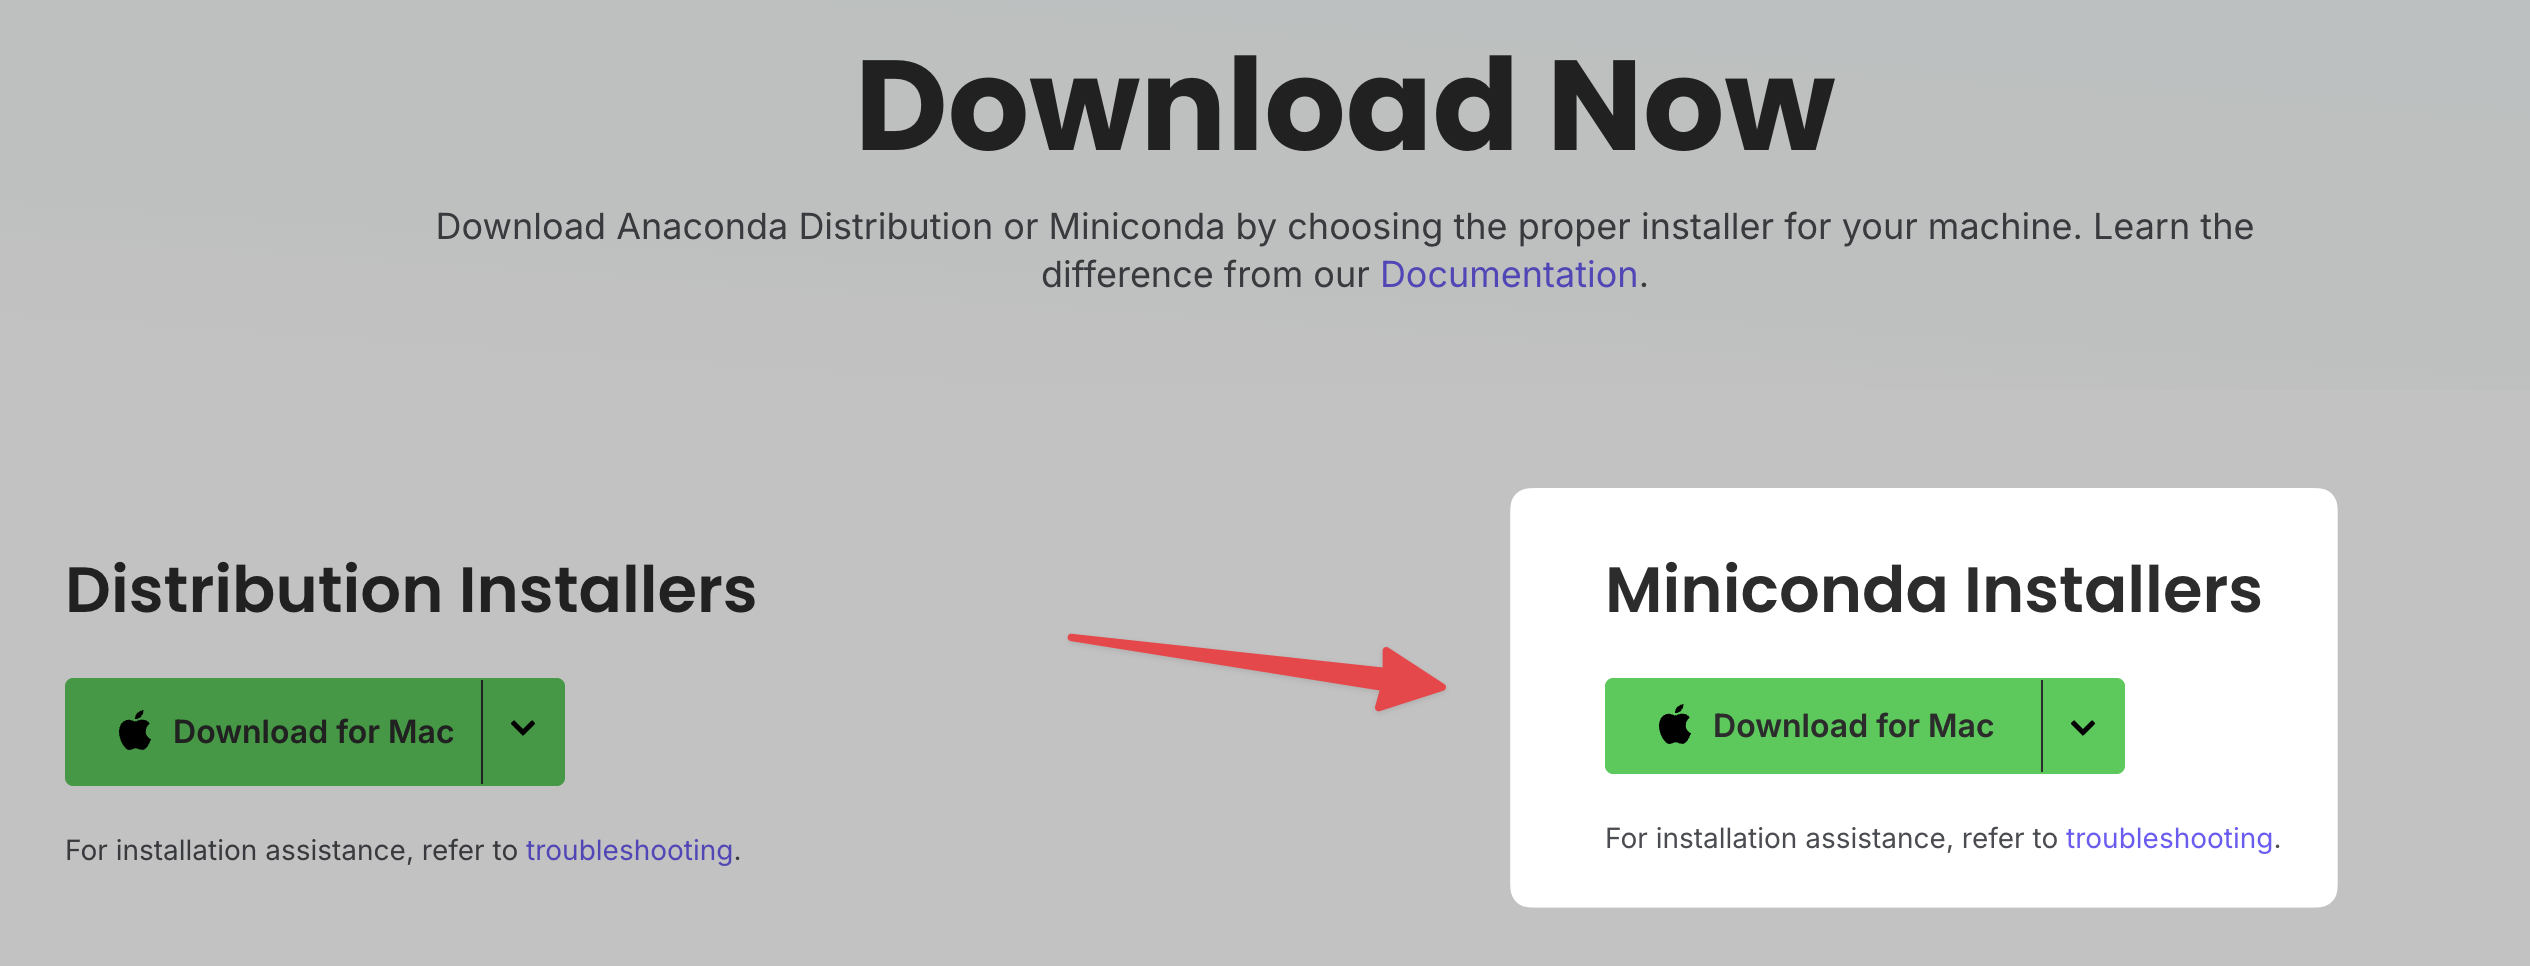 Download Now
Download Anaconda Distribution or Miniconda by choosing the proper installer for your machine. Learn the
difference from our Documentation.
Distribution Installers
Download for Mac
For installation assistance, refer to troubleshooting.
Miniconda Installers
Download for Mac
For installation assistance, refer to troubleshooting.